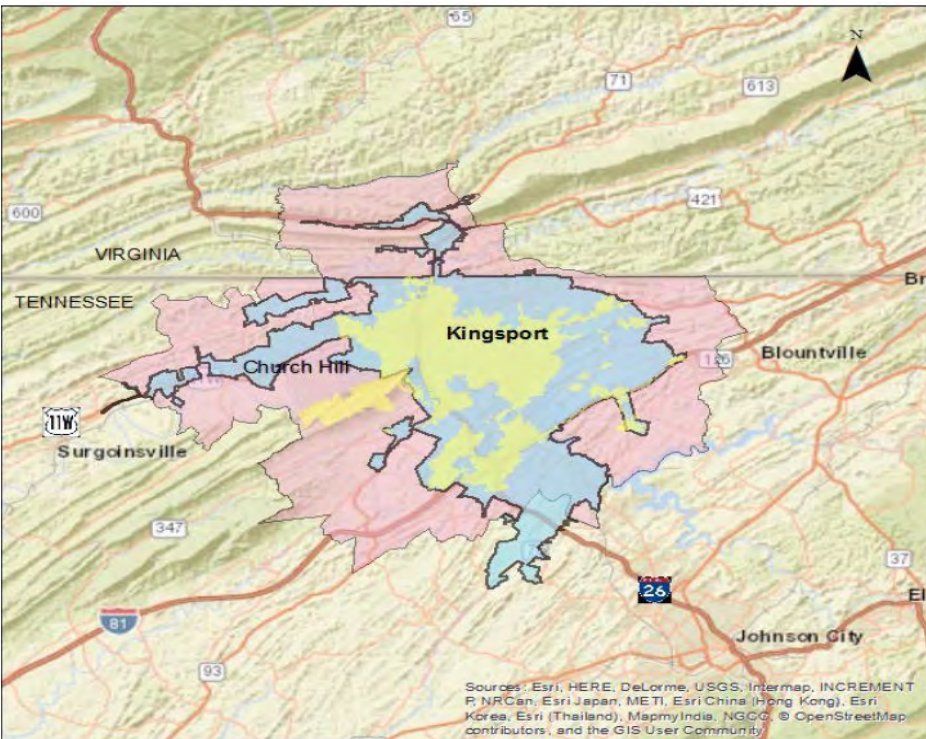 65
N
71
613
421
600
VIRGINIA
TENNESSEE
Br
Kingsport
126
Blountville
Church Hill
11W
Surgoinsville
347
37
26
El
81
Johnson City
93
Sources: Esri, HERE, DeLorme, USGS, Intermap, INCREMENT
P, NRCan, Esri Japan, METI, Esri China (Hong Kong), Esri
Korea, Esri (Thailand), MapmyIndia, NGCC, © OpenStreetMap
contributors, and the GIS User Community